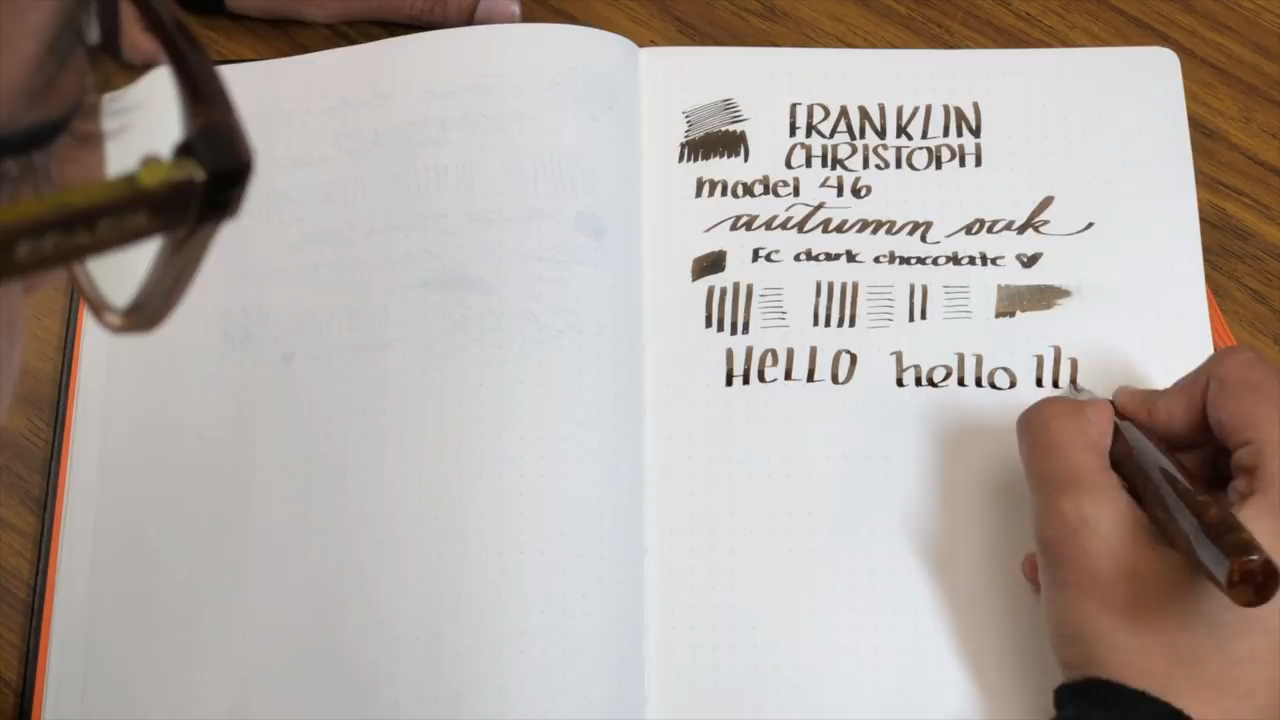 FRANKLIN
CHRISTOPH
model 46
autumn oak
FC dark chocolate
HELLO hello